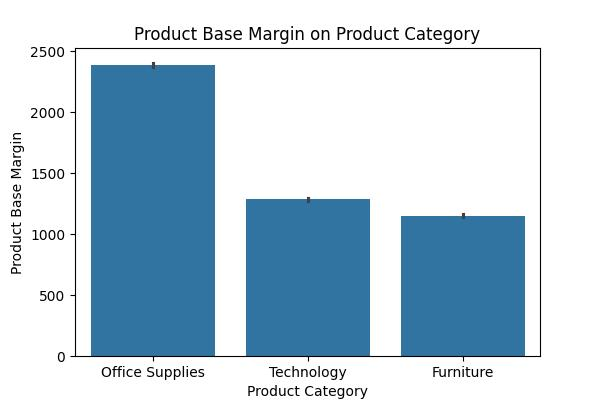 Product Base Margin on Product Category
Product Base Margin
2500
2000
1500
1000
500
0
Office Supplies
Technology
Furniture
Product Category